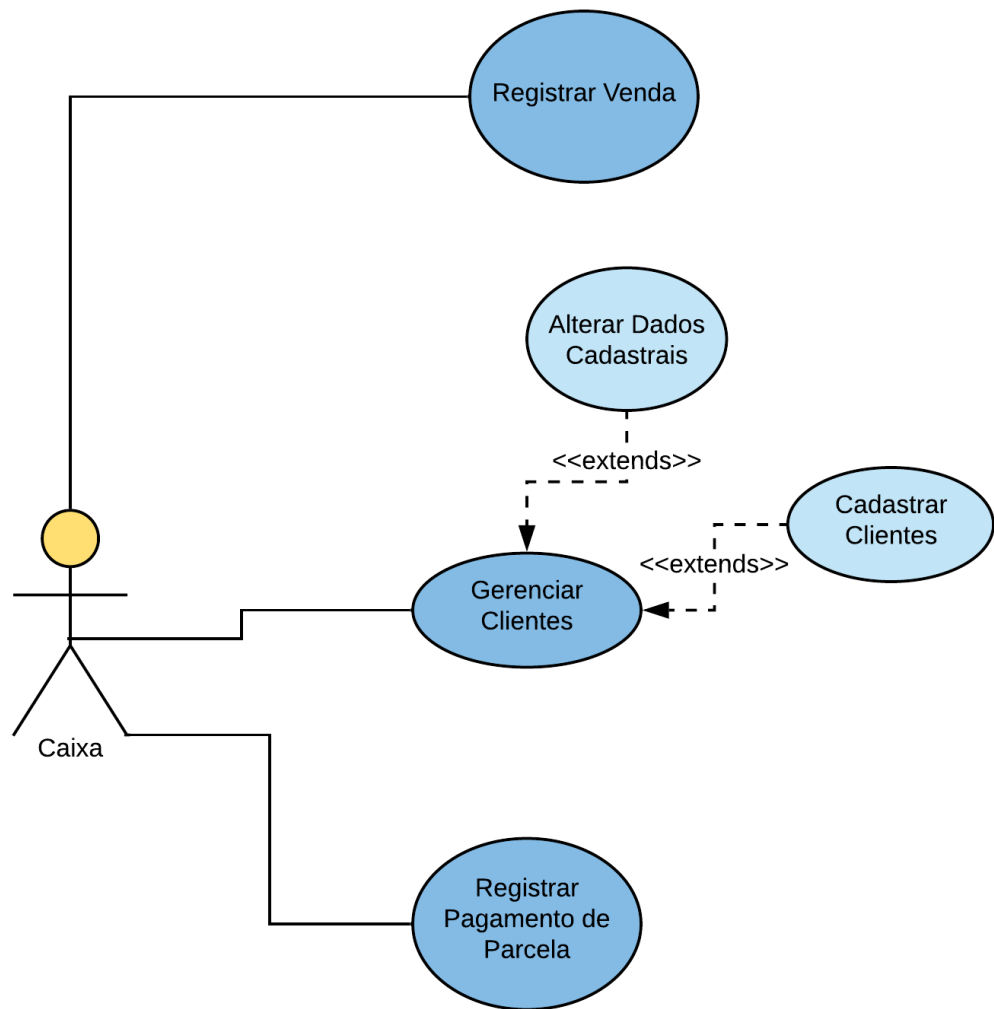 Registrar Venda
Alterar Dados
Cadastrais
<<extends>>
Cadastrar
Clientes
<<extends>>
Gerenciar
Clientes
Caixa
Registrar
Pagamento de
Parcela